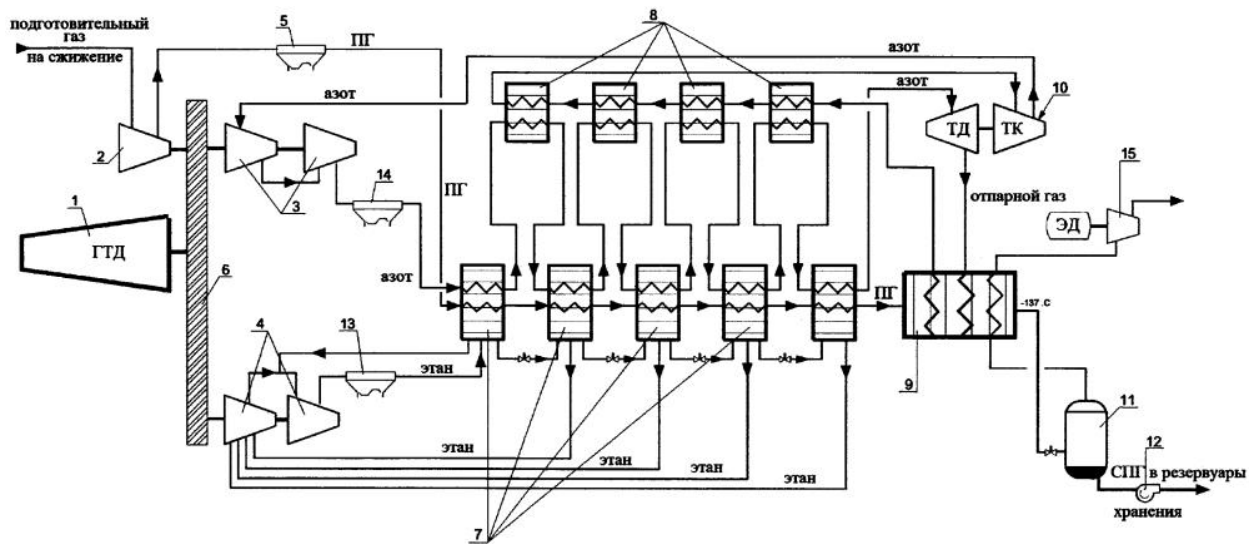 подготовительный
газ
на сжижение
5
ПГ
8
азот
азот
азот
2
3
14
ПГ
ТД
ТК
10
15
1
ГТД
6
отпарной газ
ЭД
азот
ПГ
-137 .С
4
13
этан
9
11
этан
этан
этан
этан
12
СПГ в резервуары
хранения
7